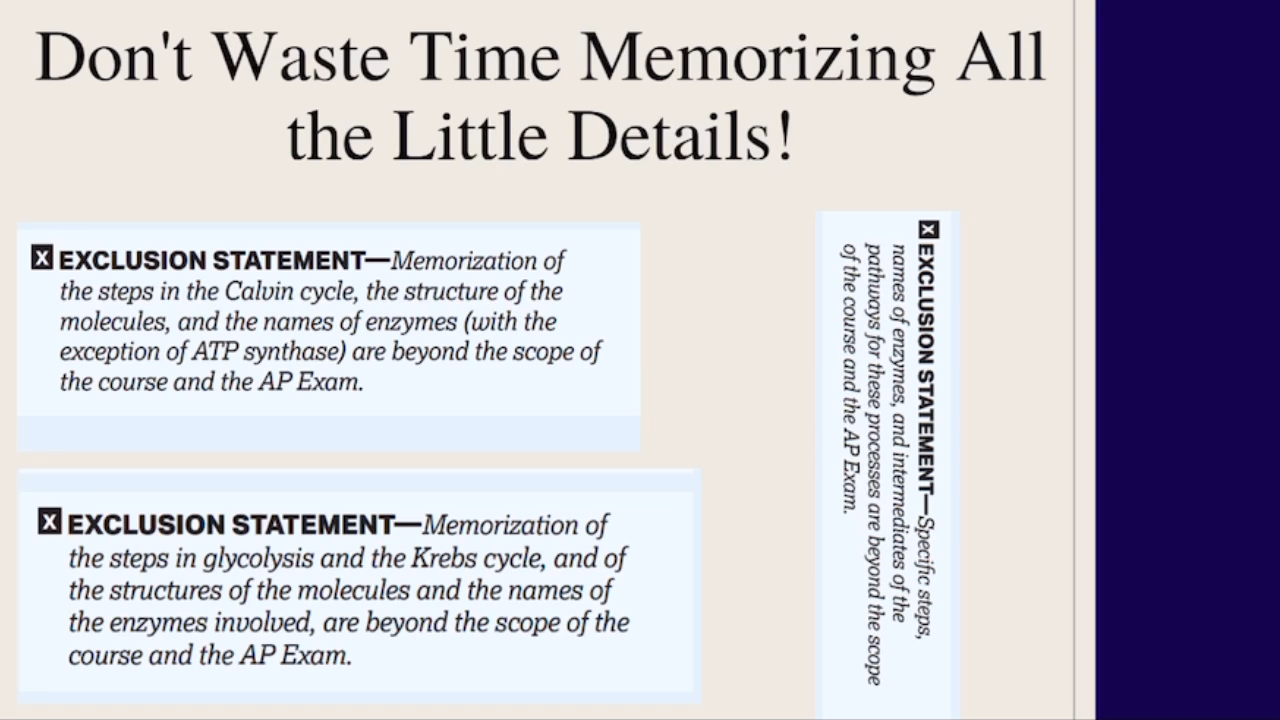 Don't Waste Time Memorizing All
the Little Details!
X EXCLUSION STATEMENT—Memorization of
the steps in the Calvin cycle, the structure of the
molecules, and the names of enzymes (with the
exception of ATP synthase) are beyond the scope of
the course and the AP Exam.
X EXCLUSION STATEMENT—Memorization of
the steps in glycolysis and the Krebs cycle, and of
the structures of the molecules and the names of
the enzymes involved, are beyond the scope of the
course and the AP Exam.
X EXCLUSION STATEMENT—Specific steps,
names of enzymes, and intermediates of the
pathways for these processes are beyond the scope
of the course and the AP Exam.